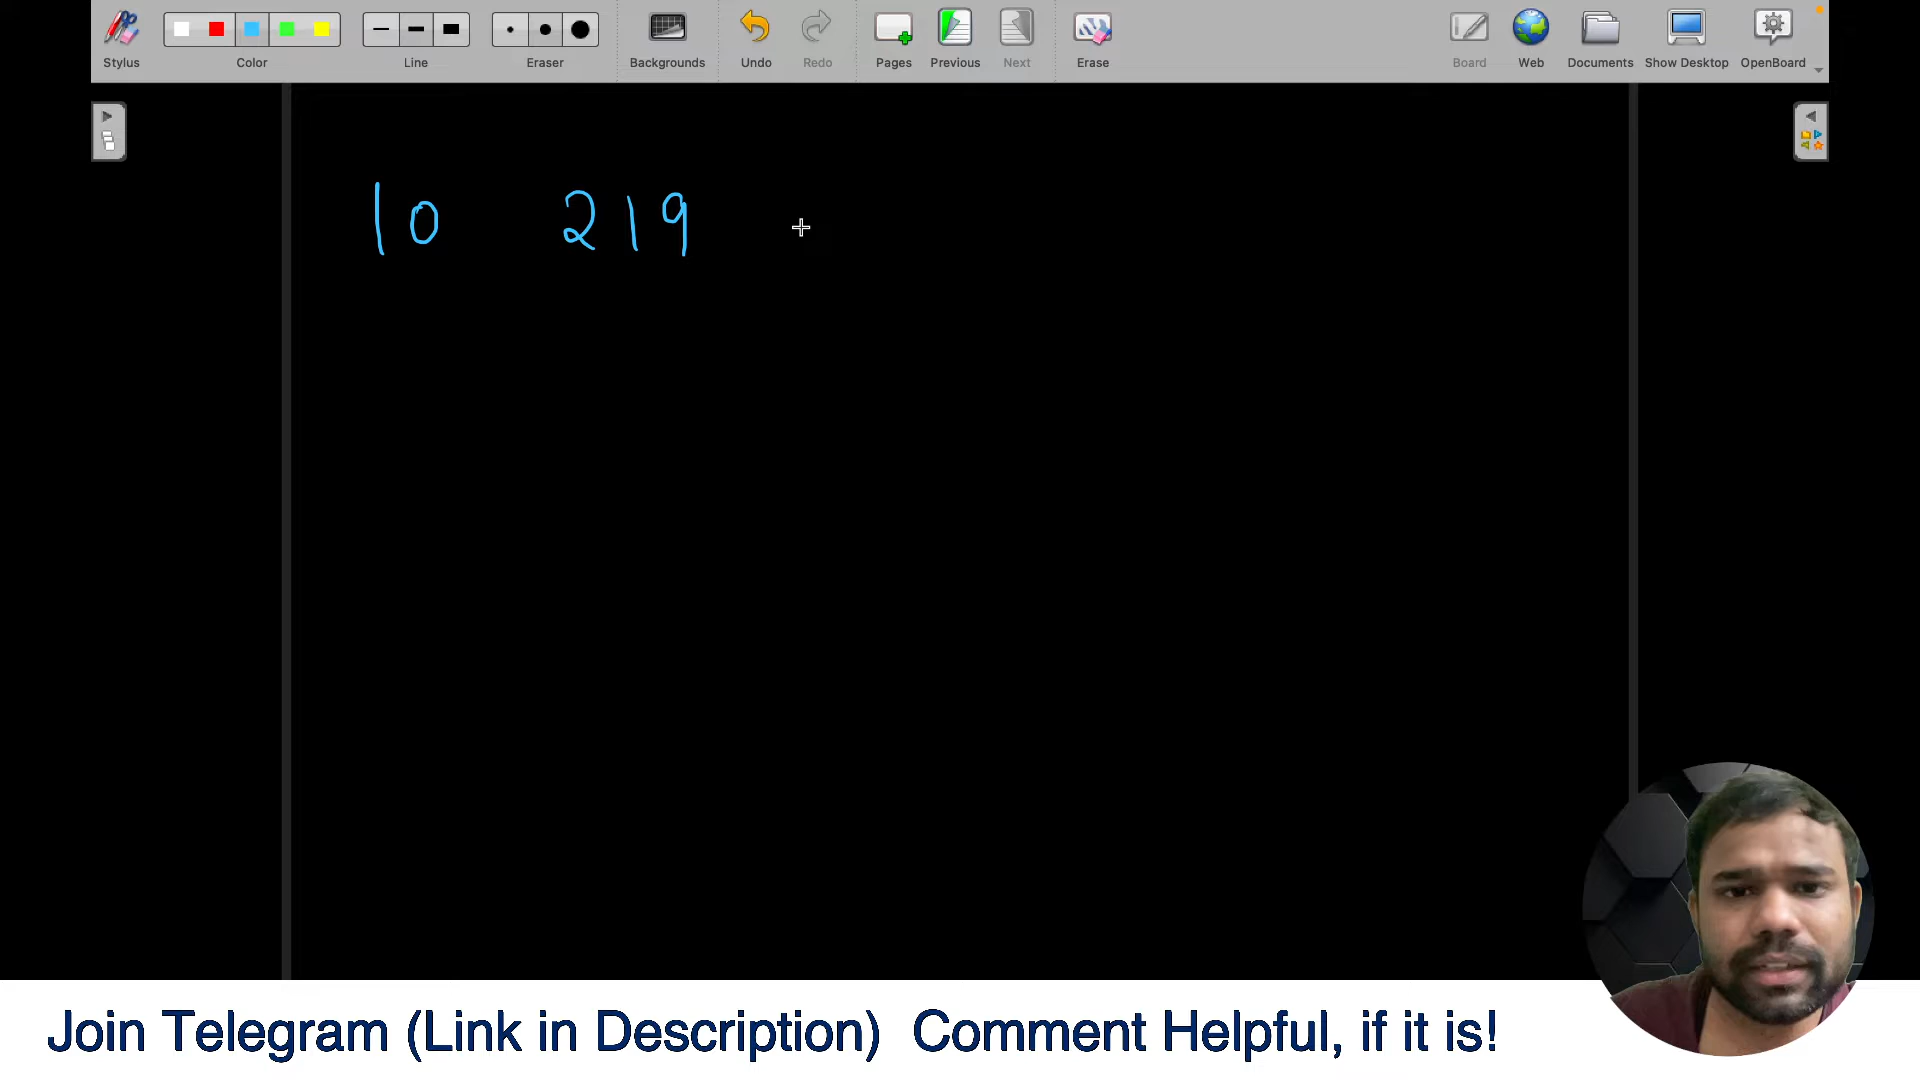 Stylus Color Line Eraser Backgrounds Undo Redo Pages Previous Next Erase Board Web Documents Show Desktop OpenBoard
10 219
Join Telegram (Link in Description) Comment Helpful, if it is!